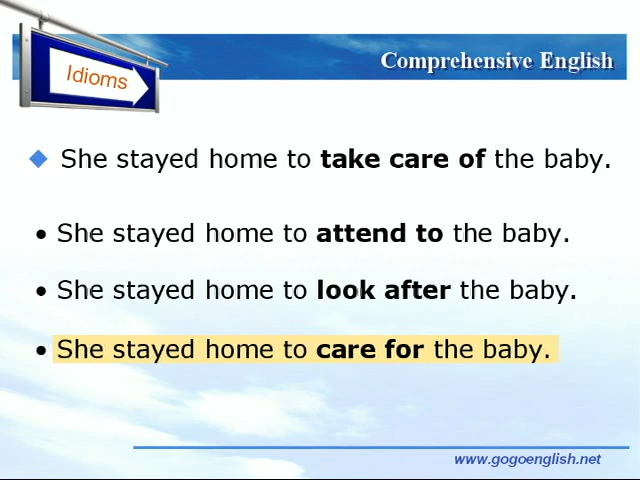 Idioms
Comprehensive English
She stayed home to take care of the baby.
• She stayed home to attend to the baby.
• She stayed home to look after the baby.
• She stayed home to care for the baby.
www.gogoenglish.net